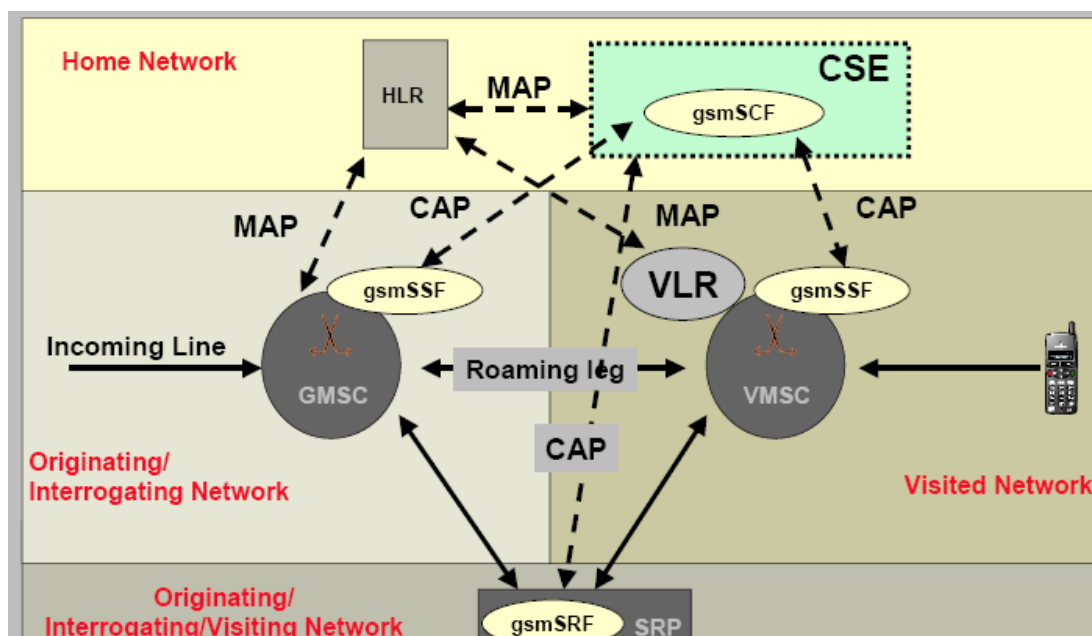 Home Network
HLR
MAP
CSE
gsmSCF
MAP
CAP
MAP
CAP
gsmSSF
VLR
gsmSSF
Incoming Line
GMSC
Roaming leg
VMSC
CAP
Originating/
Interrogating Network
Visited Network
Originating/
Interrogating/Visiting Network
gsmSRF
SRP